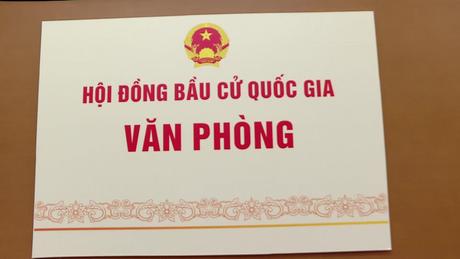 HỘI ĐỒNG BẦU CỬ QUỐC GIA
VĂN PHÒNG